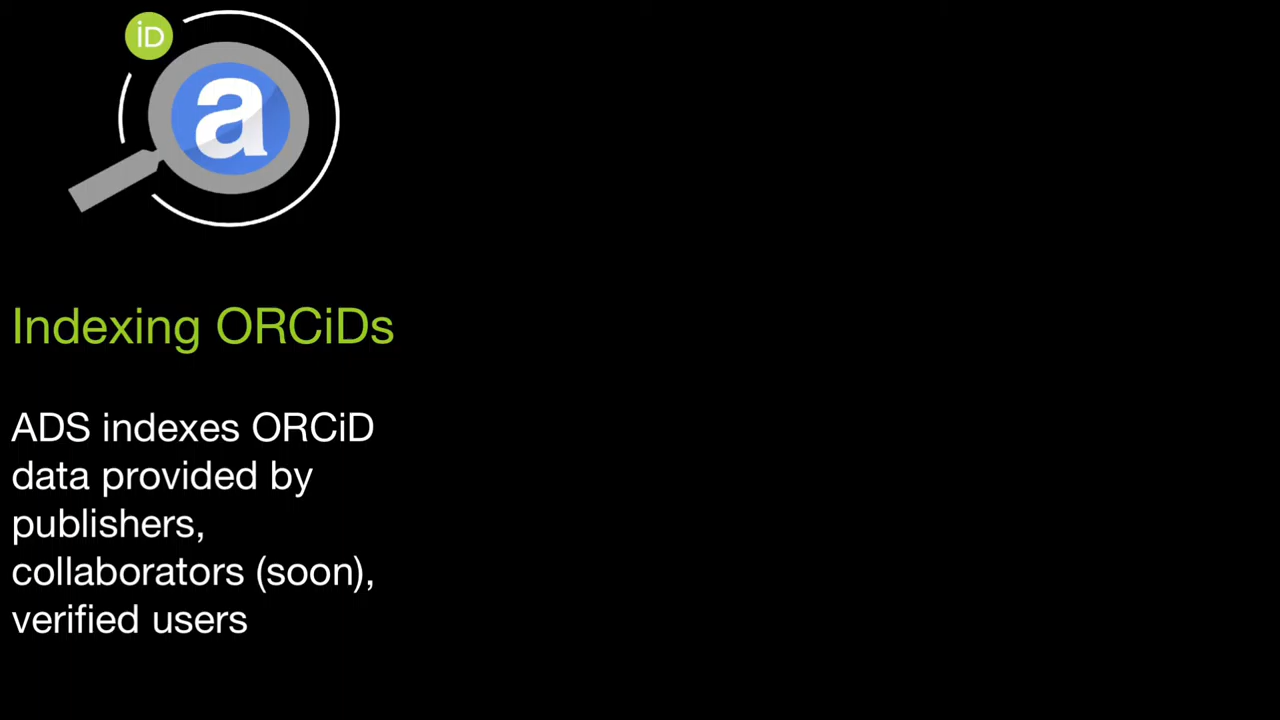 iD
a
Indexing ORCiDs
ADS indexes ORCiD
data provided by
publishers,
collaborators (soon),
verified users